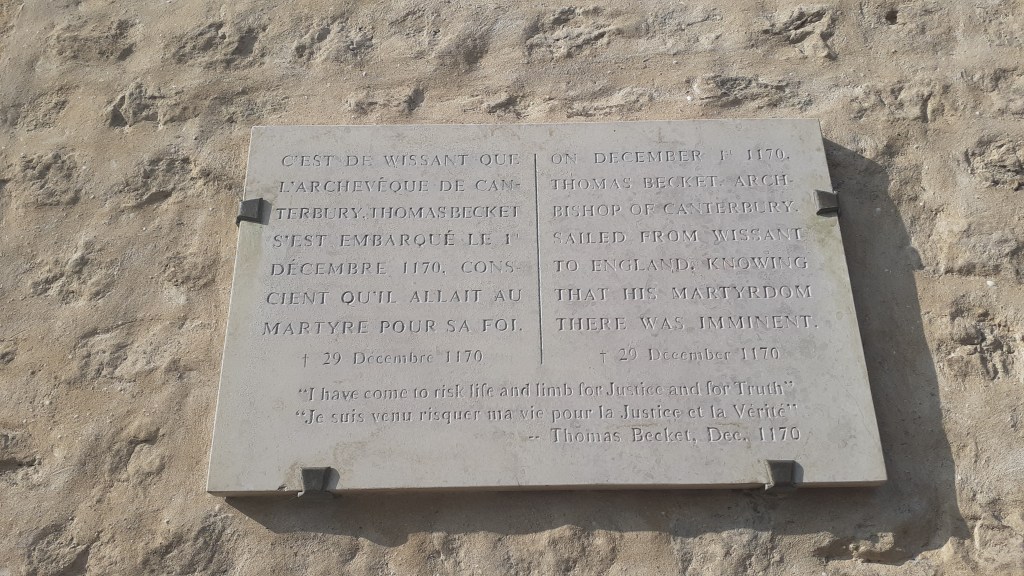 C'EST DE WISSANT QUE
L'ARCHEVÊQUE DE CAN-
TERBURY, THOMAS BECKET
S'EST EMBARQUÉ LE 1ᴱᴿ
DÉCEMBRE 1170, CONS-
CIENT QU'IL ALLAIT AU
MARTYRE POUR SA FOI.
† 29 Décembre 1170
ON DECEMBER 1ˢᵗ 1170,
THOMAS BECKET, ARCH-
BISHOP OF CANTERBURY,
SAILED FROM WISSANT
TO ENGLAND, KNOWING
THAT HIS MARTYRDOM
THERE WAS IMMINENT.
† 29 December 1170
"I have come to risk life and limb for Justice and for Truth"
"Je suis venu risquer ma vie pour la Justice et la Vérité"
-- Thomas Becket, Dec. 1170